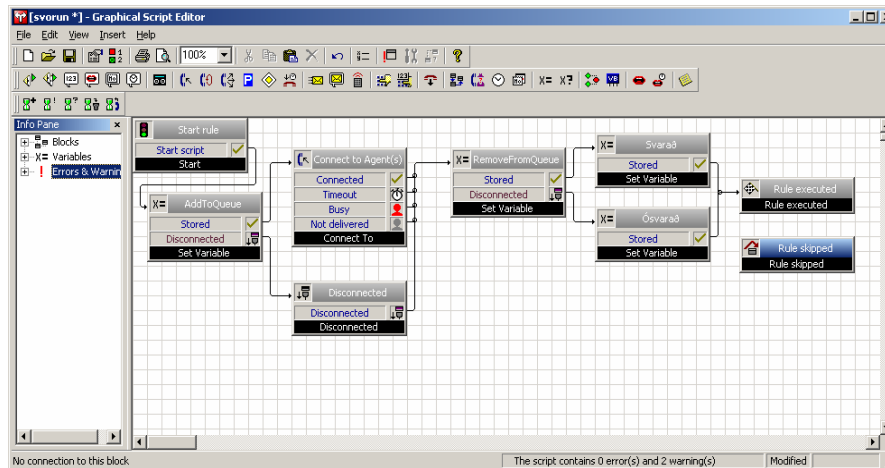 [svorun *] - Graphical Script Editor
File Edit View Insert Help
100%
Info Pane
Blocks
X= Variables
Errors & Warnin
Start rule
Start script
Start
X= AddToQueue
Stored
Disconnected
Set Variable
Connect to Agent(s)
Connected
Timeout
Busy
Not delivered
Connect To
Disconnected
Disconnected
Disconnected
X= RemoveFromQueue
Stored
Disconnected
Set Variable
X= Svarað
Stored
Set Variable
X= Ósvarað
Stored
Set Variable
Rule executed
Rule executed
Rule skipped
Rule skipped
No connection to this block.
The script contains 0 error(s) and 2 warning(s)
Modified